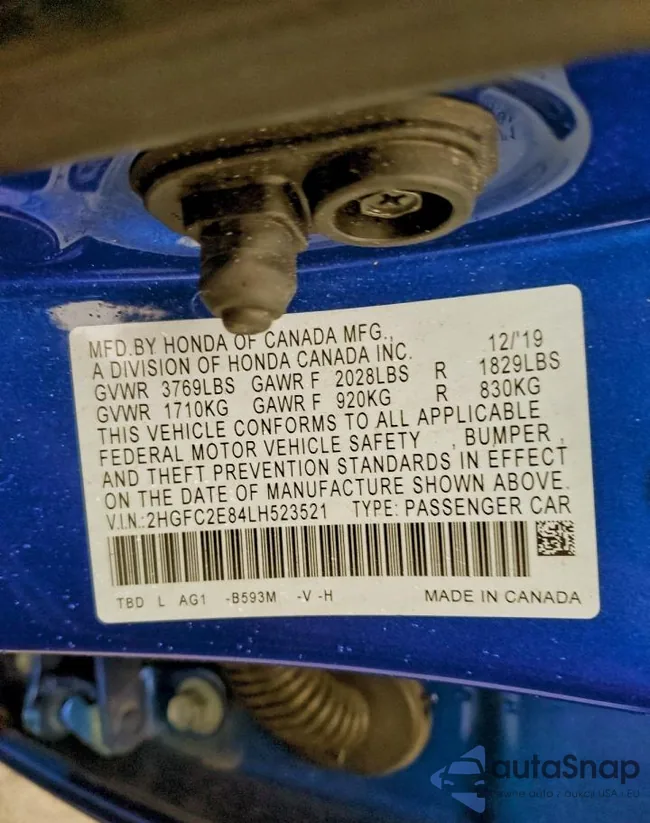 MFD.BY HONDA OF CANADA MFG., 12/'19
A DIVISION OF HONDA CANADA INC.
GVWR 3769LBS GAWR F 2028LBS R 1829LBS
GVWR 1710KG GAWR F 920KG R 830KG
THIS VEHICLE CONFORMS TO ALL APPLICABLE
FEDERAL MOTOR VEHICLE SAFETY , BUMPER ,
AND THEFT PREVENTION STANDARDS IN EFFECT
ON THE DATE OF MANUFACTURE SHOWN ABOVE.
V.I.N.:2HGFC2E84LH523521 TYPE: PASSENGER CAR
TBD L AG1 -B593M -V -H MADE IN CANADA
autaSnap